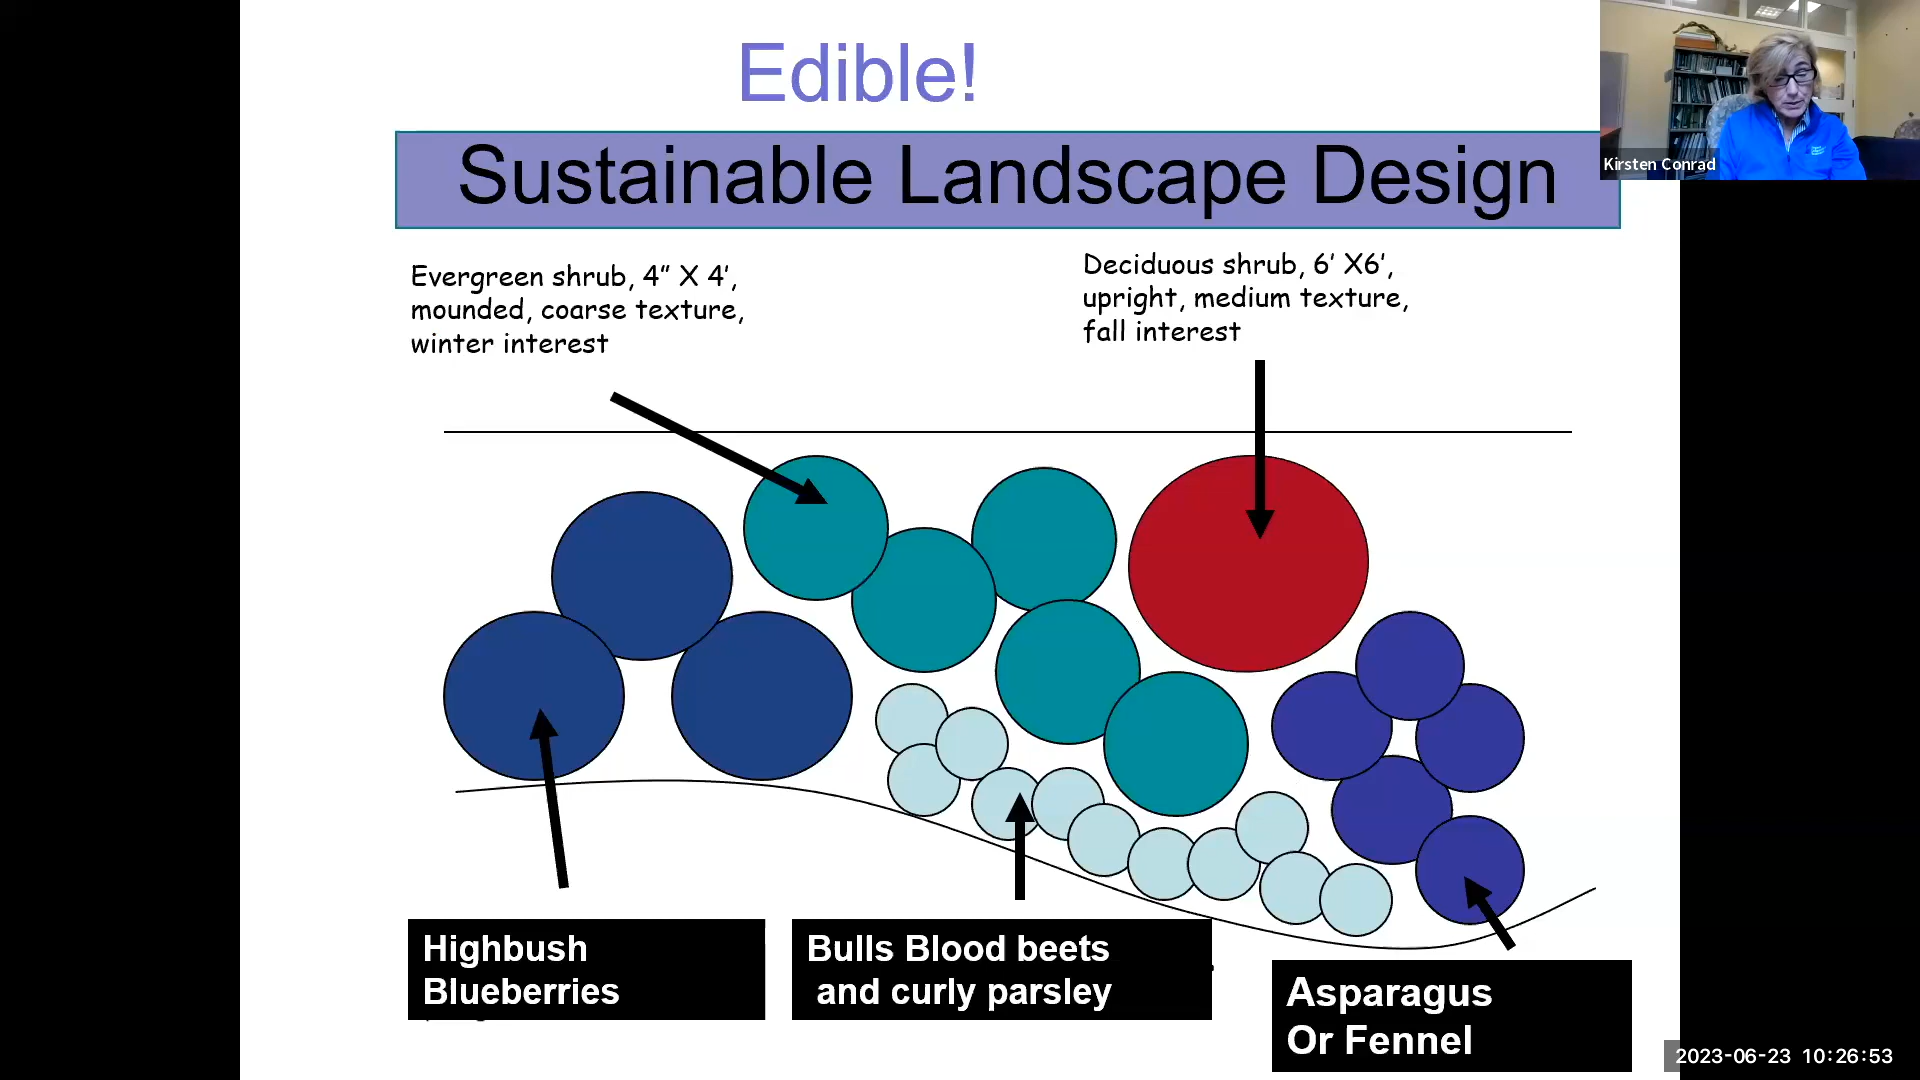 Edible!
Sustainable Landscape Design
Kirsten Conrad
Evergreen shrub, 4” X 4’,
mounded, coarse texture,
winter interest
Deciduous shrub, 6’ X6’,
upright, medium texture,
fall interest
Highbush
Blueberries
Bulls Blood beets
and curly parsley
Asparagus
Or Fennel
2023-06-23 10:26:53